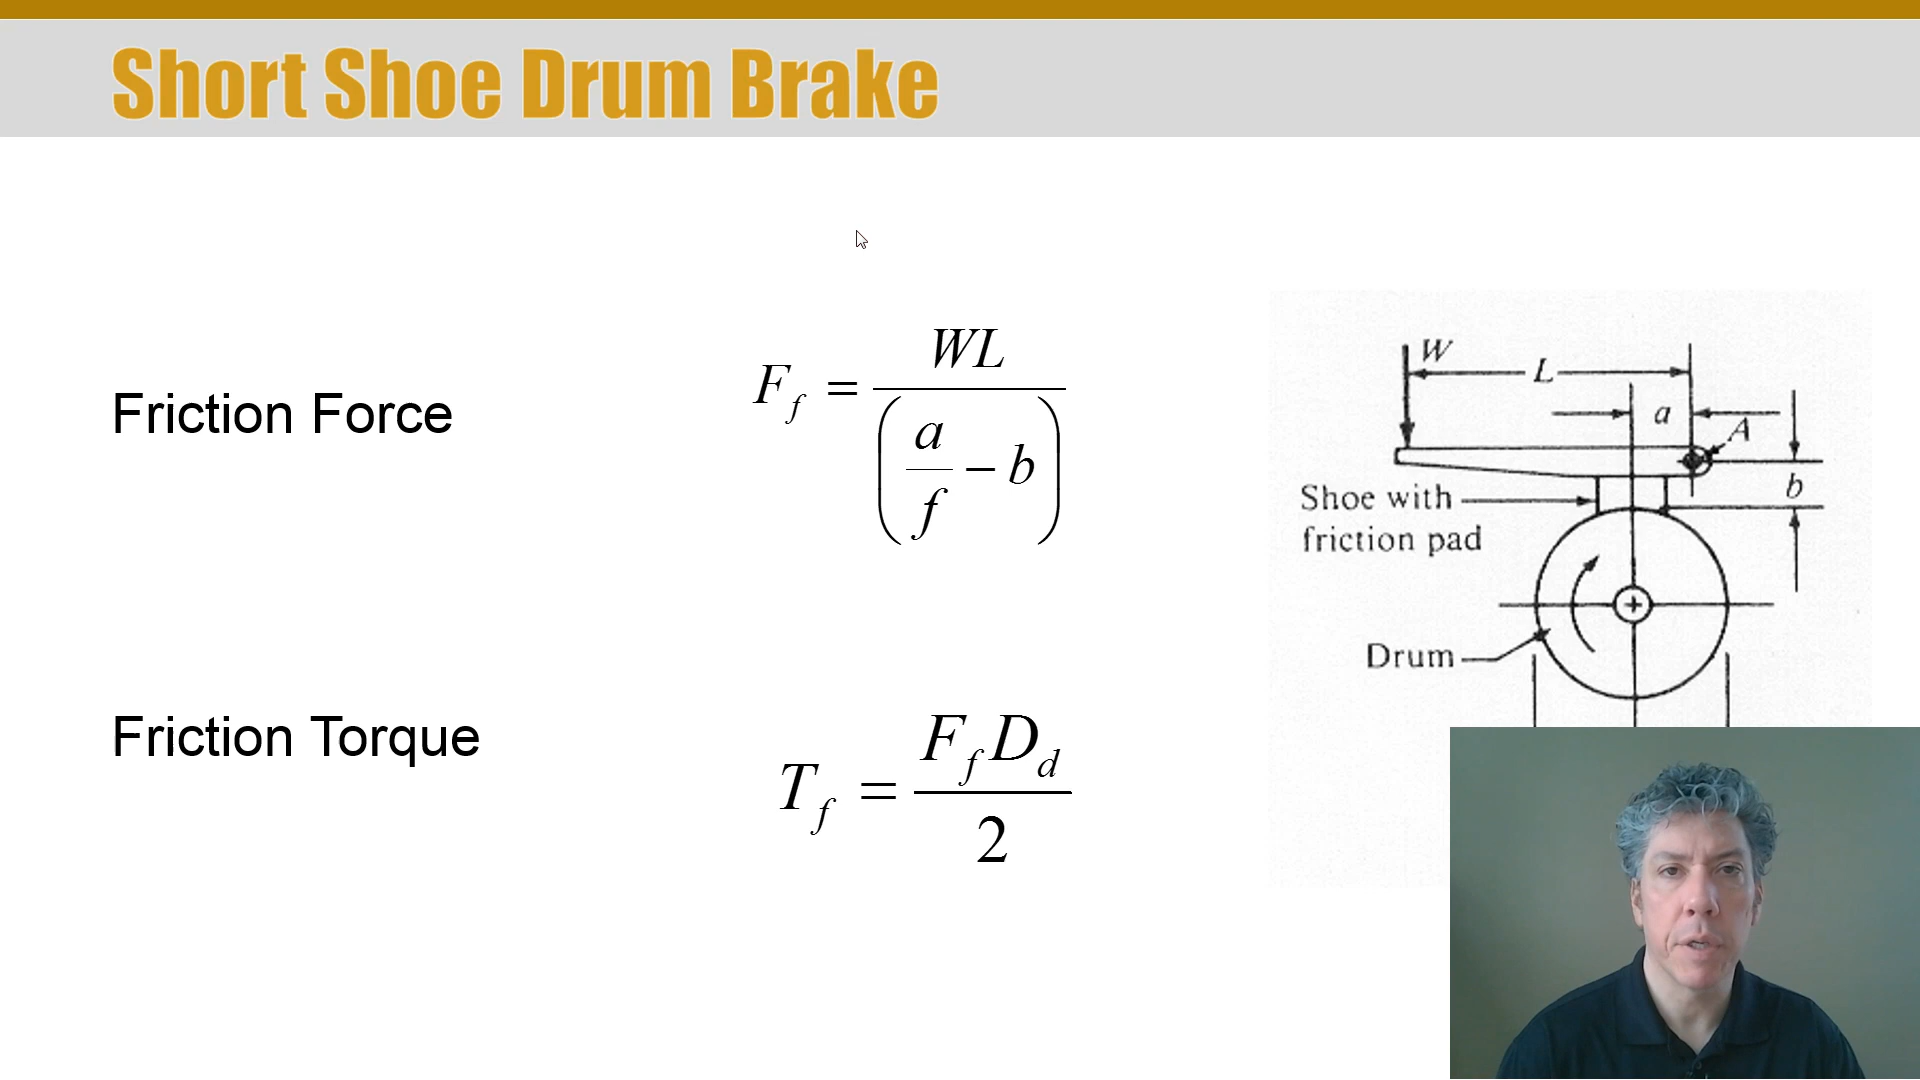 Short Shoe Drum Brake
Friction Force
F_f = WL / (a/f − b)
Friction Torque
T_f = F_f D_d / 2
W
L
a
A
b
Shoe with
friction pad
Drum